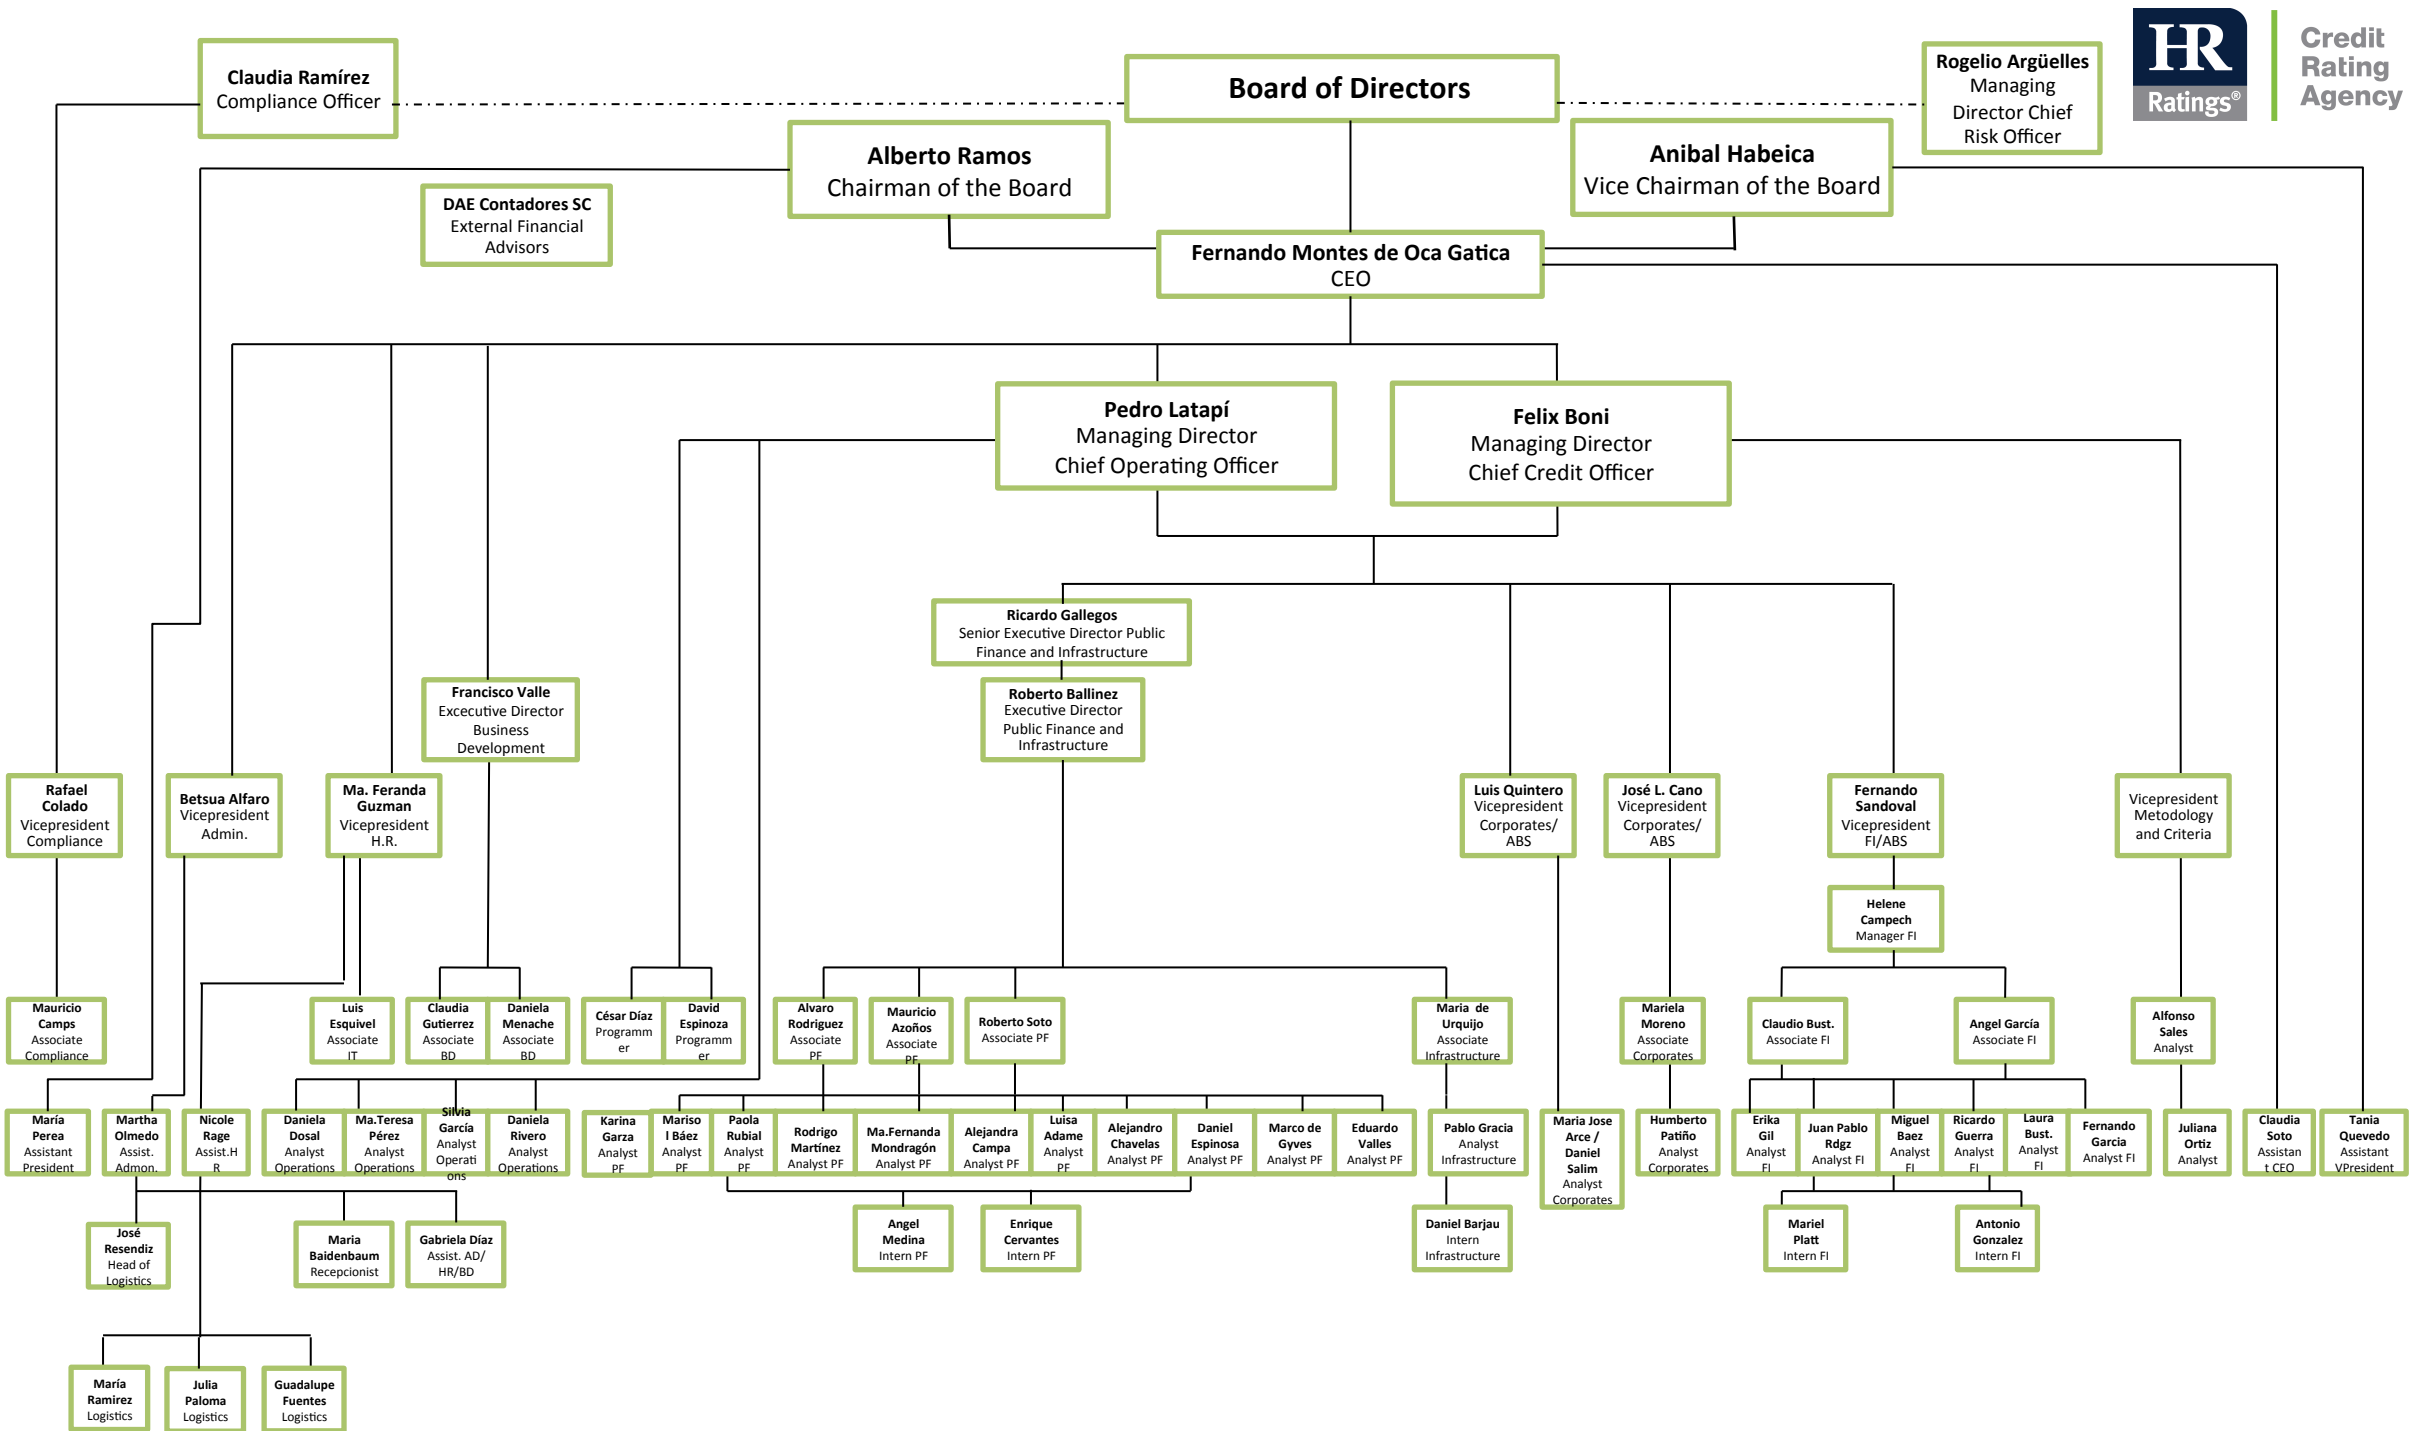 HR
Ratings®
Credit
Rating
Agency
Claudia Ramírez
Compliance Officer
Board of Directors
Rogelio Argüelles
Managing
Director Chief
Risk Officer
Alberto Ramos
Chairman of the Board
Anibal Habeica
Vice Chairman of the Board
DAE Contadores SC
External Financial
Advisors
Fernando Montes de Oca Gatica
CEO
Pedro Latapí
Managing Director
Chief Operating Officer
Felix Boni
Managing Director
Chief Credit Officer
Ricardo Gallegos
Senior Executive Director Public
Finance and Infrastructure
Francisco Valle
Excecutive Director
Business
Development
Roberto Ballinez
Executive Director
Public Finance and
Infrastructure
Rafael
Colado
Vicepresident
Compliance
Betsua Alfaro
Vicepresident
Admin.
Ma. Feranda
Guzman
Vicepresident
H.R.
Luis Quintero
Vicepresident
Corporates/
ABS
José L. Cano
Vicepresident
Corporates/
ABS
Fernando
Sandoval
Vicepresident
FI/ABS
Vicepresident
Metodology
and Criteria
Helene
Campech
Manager FI
Mauricio
Camps
Associate
Compliance
Luis
Esquivel
Associate
IT
Claudia
Gutierrez
Associate
BD
Daniela
Menache
Associate
BD
César Díaz
Programm
er
David
Espinoza
Programm
er
Alvaro
Rodriguez
Associate
PF
Mauricio
Azoños
Associate
PF
Roberto Soto
Associate PF
Maria de
Urquijo
Associate
Infrastructure
Mariela
Moreno
Associate
Corporates
Claudio Bust.
Associate FI
Angel García
Associate FI
Alfonso
Sales
Analyst
María
Perea
Assistant
President
Martha
Olmedo
Assist.
Admon.
Nicole
Rage
Assist.H
R
Daniela
Dosal
Analyst
Operations
Ma.Teresa
Pérez
Analyst
Operations
Silvia
García
Analyst
Operati
ons
Daniela
Rivero
Analyst
Operations
Karina
Garza
Analyst
PF
Mariso
l Báez
Analyst
PF
Paola
Rubial
Analyst
PF
Rodrigo
Martínez
Analyst PF
Ma.Fernanda
Mondragón
Analyst PF
Alejandra
Campa
Analyst PF
Luisa
Adame
Analyst
PF
Alejandro
Chavelas
Analyst PF
Daniel
Espinosa
Analyst PF
Marco de
Gyves
Analyst PF
Eduardo
Valles
Analyst PF
Pablo Gracia
Analyst
Infrastructure
Maria Jose
Arce /
Daniel
Salim
Analyst
Corporates
Humberto
Patiño
Analyst
Corporates
Erika
Gil
Analyst
FI
Juan Pablo
Rdgz
Analyst FI
Miguel
Baez
Analyst
FI
Ricardo
Guerra
Analyst
FI
Laura
Bust.
Analyst
FI
Fernando
Garcia
Analyst FI
Juliana
Ortiz
Analyst
Claudia
Soto
Assistan
t CEO
Tania
Quevedo
Assistant
VPresident
José
Resendiz
Head of
Logistics
Maria
Baidenbaum
Recepcionist
Gabriela Díaz
Assist. AD/
HR/BD
Angel
Medina
Intern PF
Enrique
Cervantes
Intern PF
Daniel Barjau
Intern
Infrastructure
Mariel
Platt
Intern FI
Antonio
Gonzalez
Intern FI
María
Ramirez
Logistics
Julia
Paloma
Logistics
Guadalupe
Fuentes
Logistics